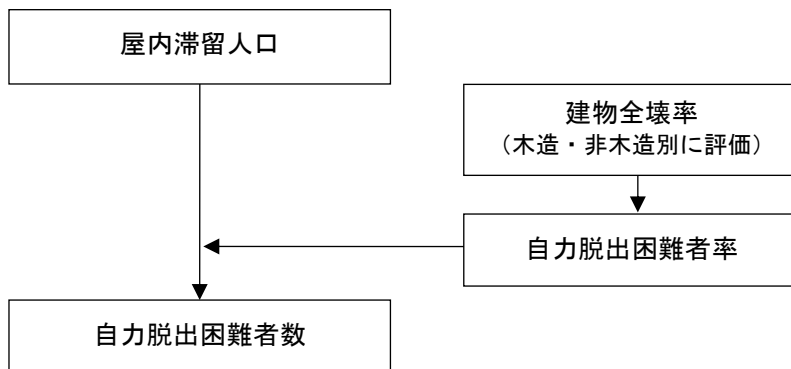 屋内滞留人口
建物全壊率
（木造・非木造別に評価）
自力脱出困難者率
自力脱出困難者数